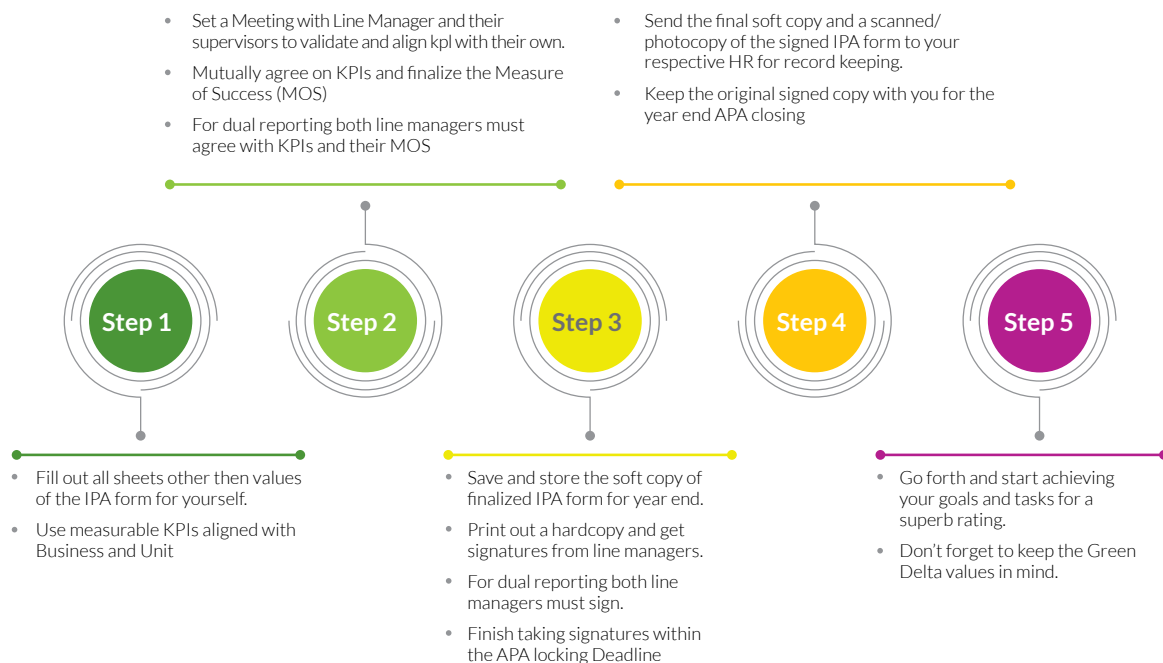 • Set a Meeting with Line Manager and their
supervisors to validate and align kpl with their own.
• Mutually agree on KPIs and finalize the Measure
of Success (MOS)
• For dual reporting both line managers must
agree with KPIs and their MOS
• Send the final soft copy and a scanned/
photocopy of the signed IPA form to your
respective HR for record keeping.
• Keep the original signed copy with you for the
year end APA closing
Step 1
Step 2
Step 3
Step 4
Step 5
• Fill out all sheets other then values
of the IPA form for yourself.
• Use measurable KPIs aligned with
Business and Unit
• Save and store the soft copy of
finalized IPA form for year end.
• Print out a hardcopy and get
signatures from line managers.
• For dual reporting both line
managers must sign.
• Finish taking signatures within
the APA locking Deadline
• Go forth and start achieving
your goals and tasks for a
superb rating.
• Don’t forget to keep the Green
Delta values in mind.